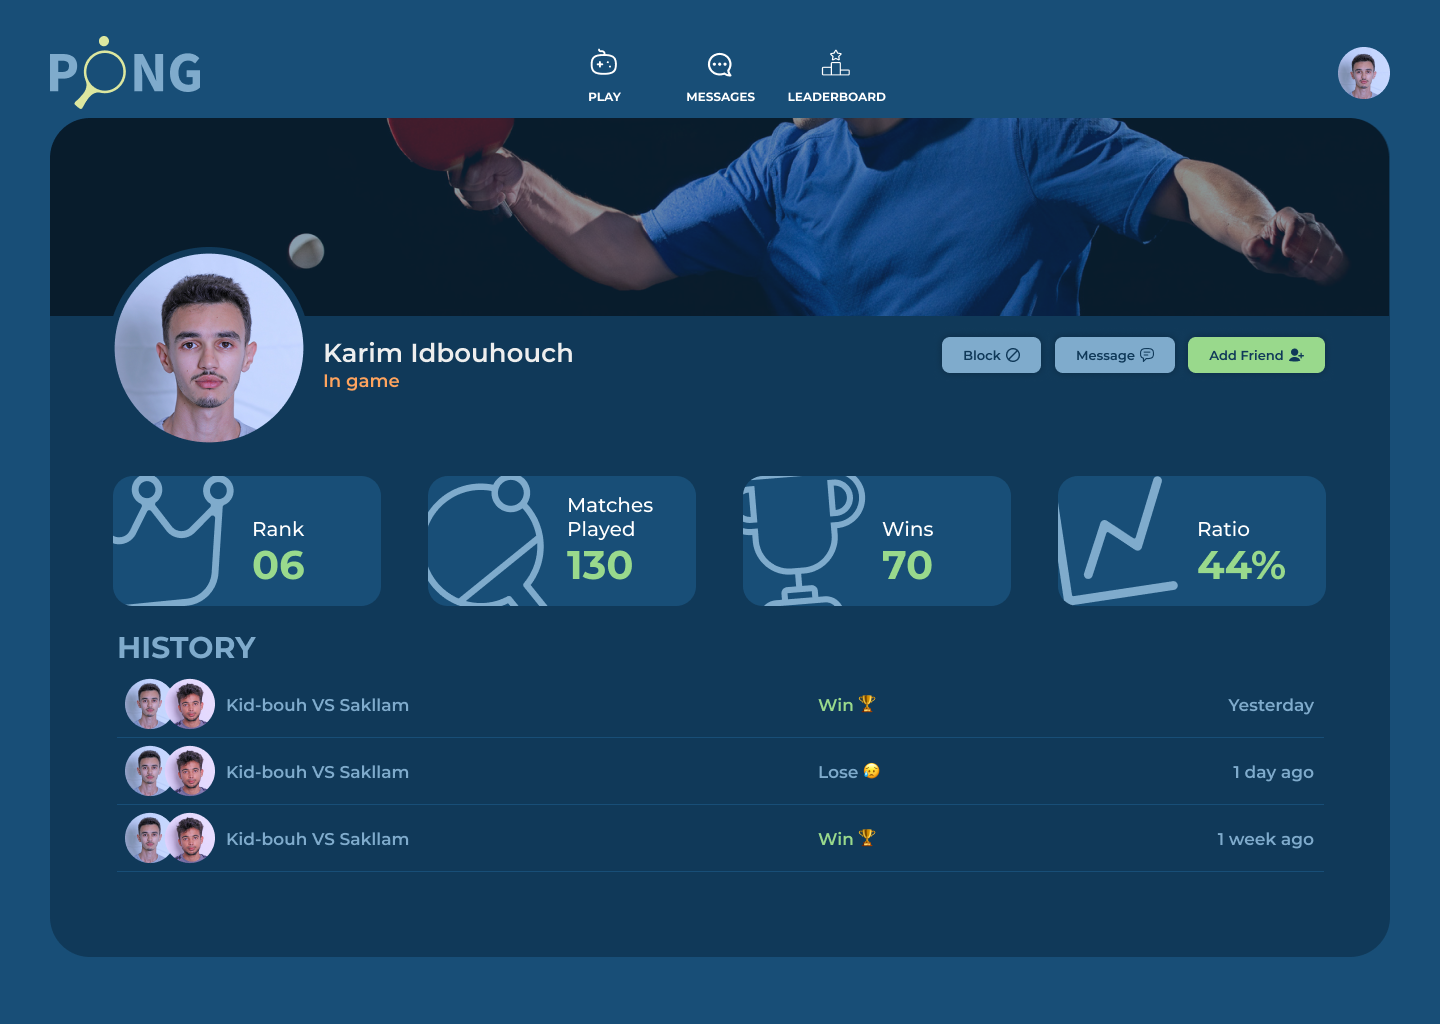 PONG
PLAY
MESSAGES
LEADERBOARD
Karim Idbouhouch
In game
Block
Message
Add Friend
Rank
06
Matches
Played
130
Wins
70
Ratio
44%
HISTORY
Kid-bouh VS Sakllam
Win 🏆
Yesterday
Kid-bouh VS Sakllam
Lose 😥
1 day ago
Kid-bouh VS Sakllam
Win 🏆
1 week ago